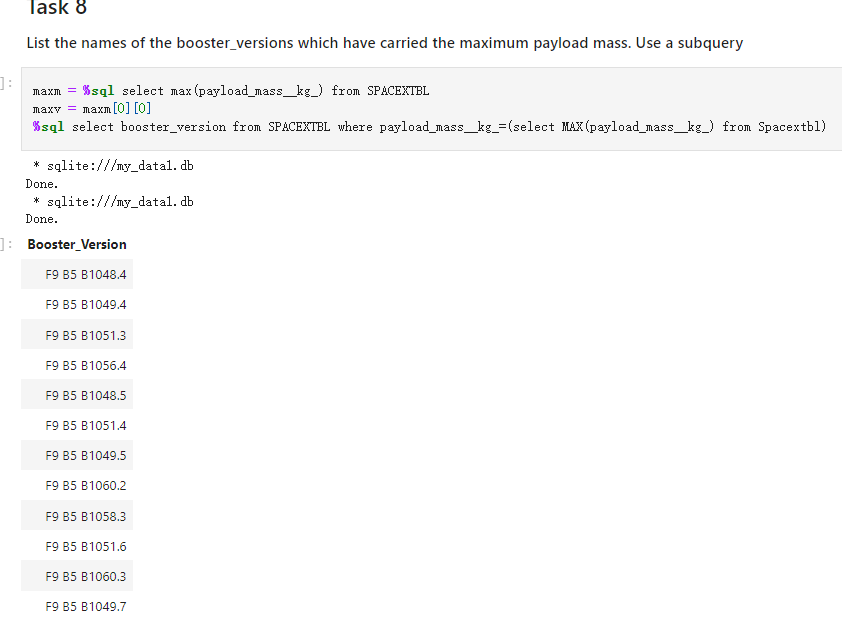 Task 8
List the names of the booster_versions which have carried the maximum payload mass. Use a subquery
]:
maxm = %sql select max(payload_mass__kg_) from SPACEXTBL
maxv = maxm[0][0]
%sql select booster_version from SPACEXTBL where payload_mass__kg_=(select MAX(payload_mass__kg_) from Spacextbl)
* sqlite:///my_data1.db
Done.
* sqlite:///my_data1.db
Done.
]:
Booster_Version
F9 B5 B1048.4
F9 B5 B1049.4
F9 B5 B1051.3
F9 B5 B1056.4
F9 B5 B1048.5
F9 B5 B1051.4
F9 B5 B1049.5
F9 B5 B1060.2
F9 B5 B1058.3
F9 B5 B1051.6
F9 B5 B1060.3
F9 B5 B1049.7